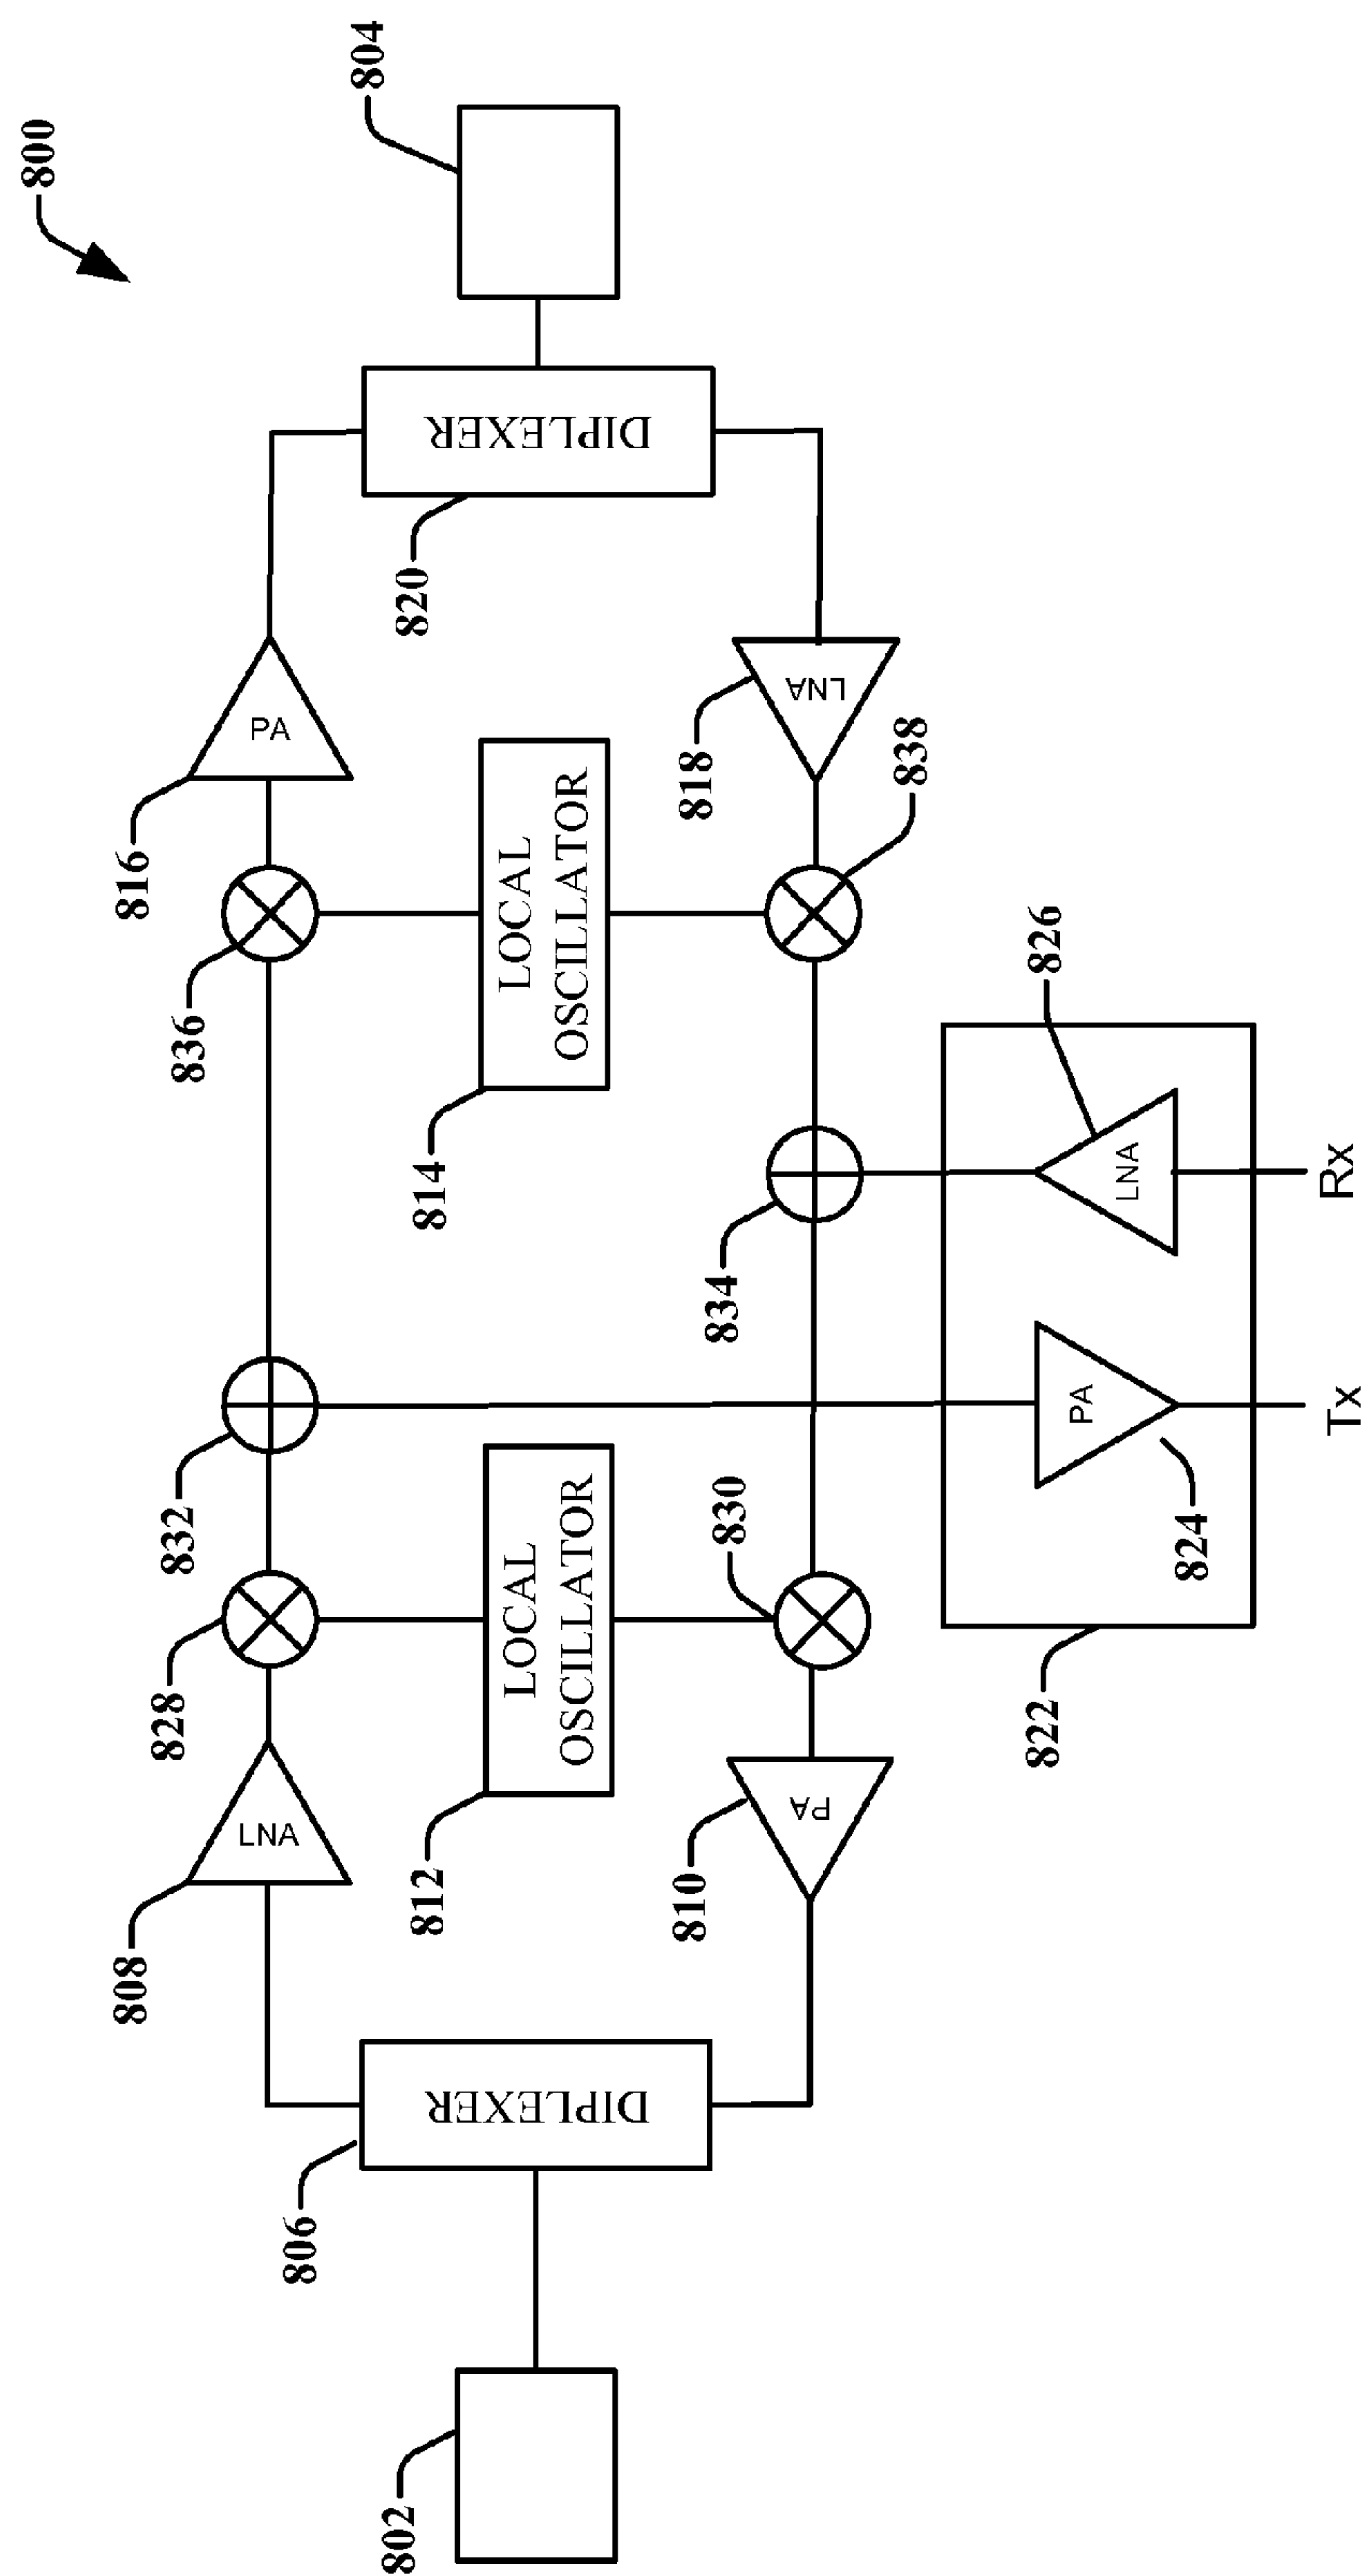 800
804
DIPLEXER
820
PA
816
LNA
818
836
LOCAL
OSCILLATOR
814
838
834
826
LNA
Rx
832
828
LOCAL
OSCILLATOR
812
830
PA
824
Tx
822
LNA
808
PA
810
DIPLEXER
806
802